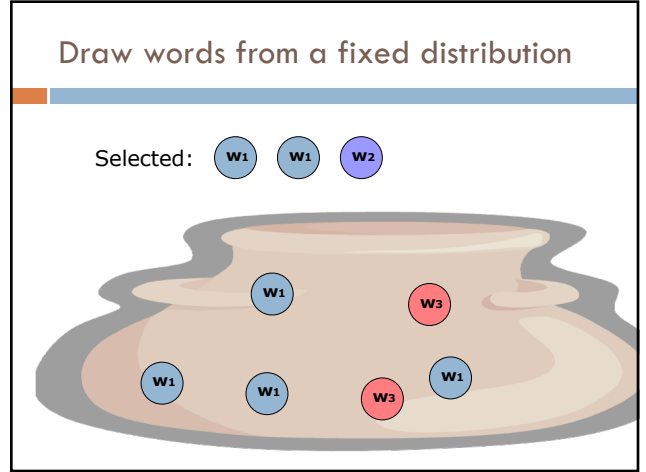 Draw words from a fixed distribution
Selected: w1 w1 w2
w1 w3
w1 w1 w3 w1